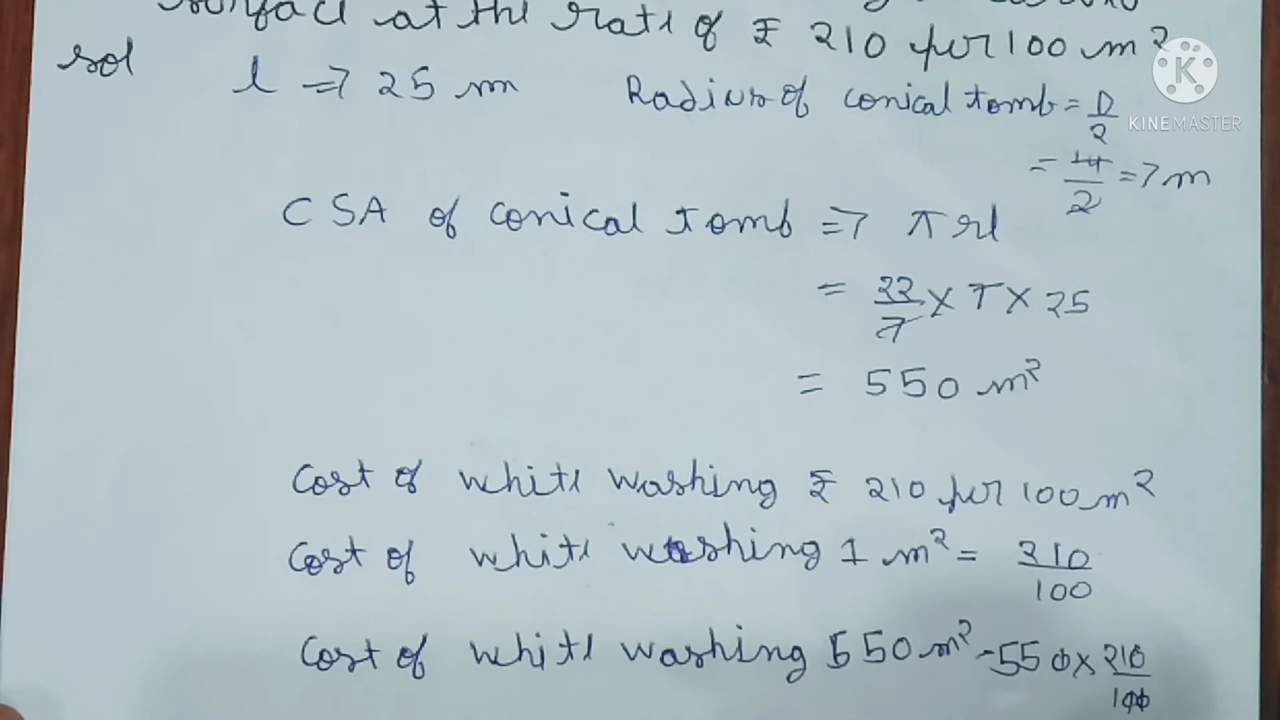 surface at the rate of ₹ 210 per 100 m²
sol l ⇒ 25 m Radius of conical tomb = D/2
= 14/2 = 7 m
CSA of conical tomb ⇒ π rl
= 22/7 × 7 × 25
= 550 m²
Cost of white washing ₹ 210 per 100 m²
Cost of white washing 1 m² = 210/100
Cost of white washing 550 m² = 550 × 210/100
K
KINEMASTER